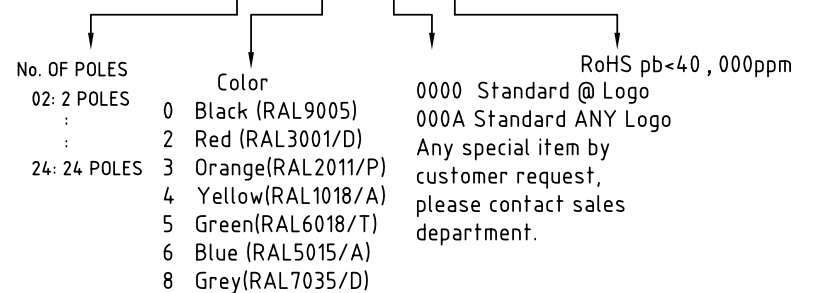 No. OF POLES
02: 2 POLES
:
:
24: 24 POLES
Color
0 Black (RAL9005)
2 Red (RAL3001/D)
3 Orange(RAL2011/P)
4 Yellow(RAL1018/A)
5 Green(RAL6018/T)
6 Blue (RAL5015/A)
8 Grey(RAL7035/D)
0000 Standard @ Logo
000A Standard ANY Logo
Any special item by
customer request,
please contact sales
department.
RoHS pb<40,000ppm